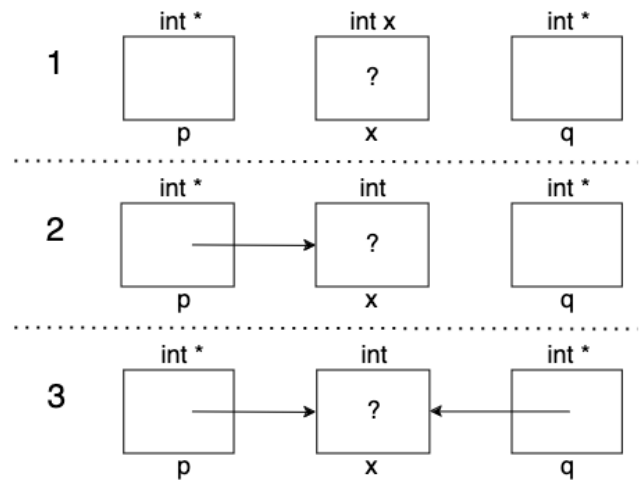 int * int x int *
1 ?
p x q
int * int int *
2 ?
p x q
int * int int *
3 ?
p x q